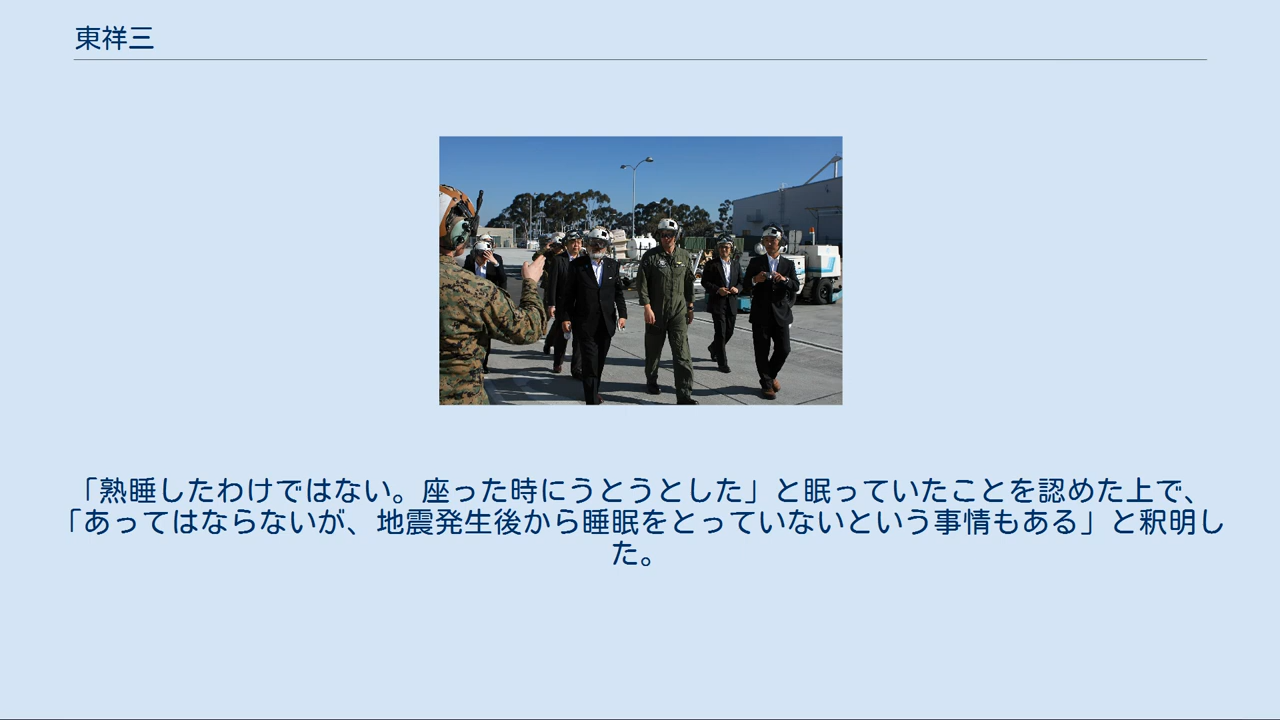 東祥三
「熟睡したわけではない。座った時にうとうとした」と眠っていたことを認めた上で、
「あってはならないが、地震発生後から睡眠をとっていないという事情もある」と釈明し
た。